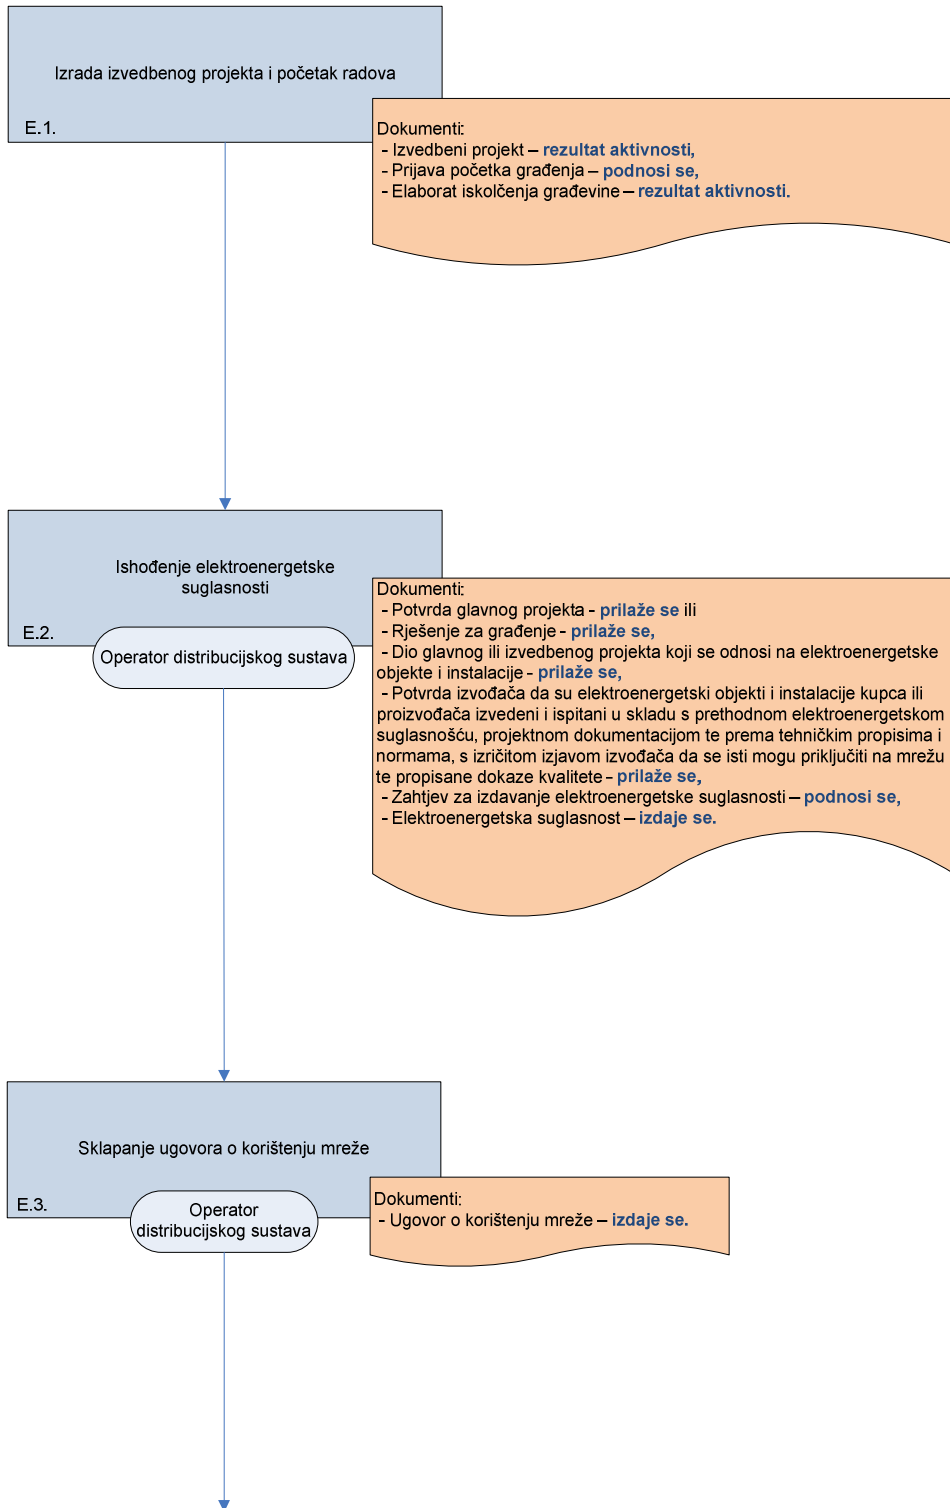 Izrada izvedbenog projekta i početak radova
E.1.
Dokumenti:
- Izvedbeni projekt – rezultat aktivnosti,
- Prijava početka građenja – podnosi se,
- Elaborat iskolčenja građevine – rezultat aktivnosti.
Ishođenje elektroenergetske
suglasnosti
E.2.
Operator distribucijskog sustava
Dokumenti:
- Potvrda glavnog projekta - prilaže se ili
- Rješenje za građenje - prilaže se,
- Dio glavnog ili izvedbenog projekta koji se odnosi na elektroenergetske
objekte i instalacije - prilaže se,
- Potvrda izvođača da su elektroenergetski objekti i instalacije kupca ili
proizvođača izvedeni i ispitani u skladu s prethodnom elektroenergetskom
suglasnošću, projektnom dokumentacijom te prema tehničkim propisima i
normama, s izričitom izjavom izvođača da se isti mogu priključiti na mrežu
te propisane dokaze kvalitete - prilaže se,
- Zahtjev za izdavanje elektroenergetske suglasnosti – podnosi se,
- Elektroenergetska suglasnost – izdaje se.
Sklapanje ugovora o korištenju mreže
E.3.
Operator
distribucijskog sustava
Dokumenti:
- Ugovor o korištenju mreže – izdaje se.